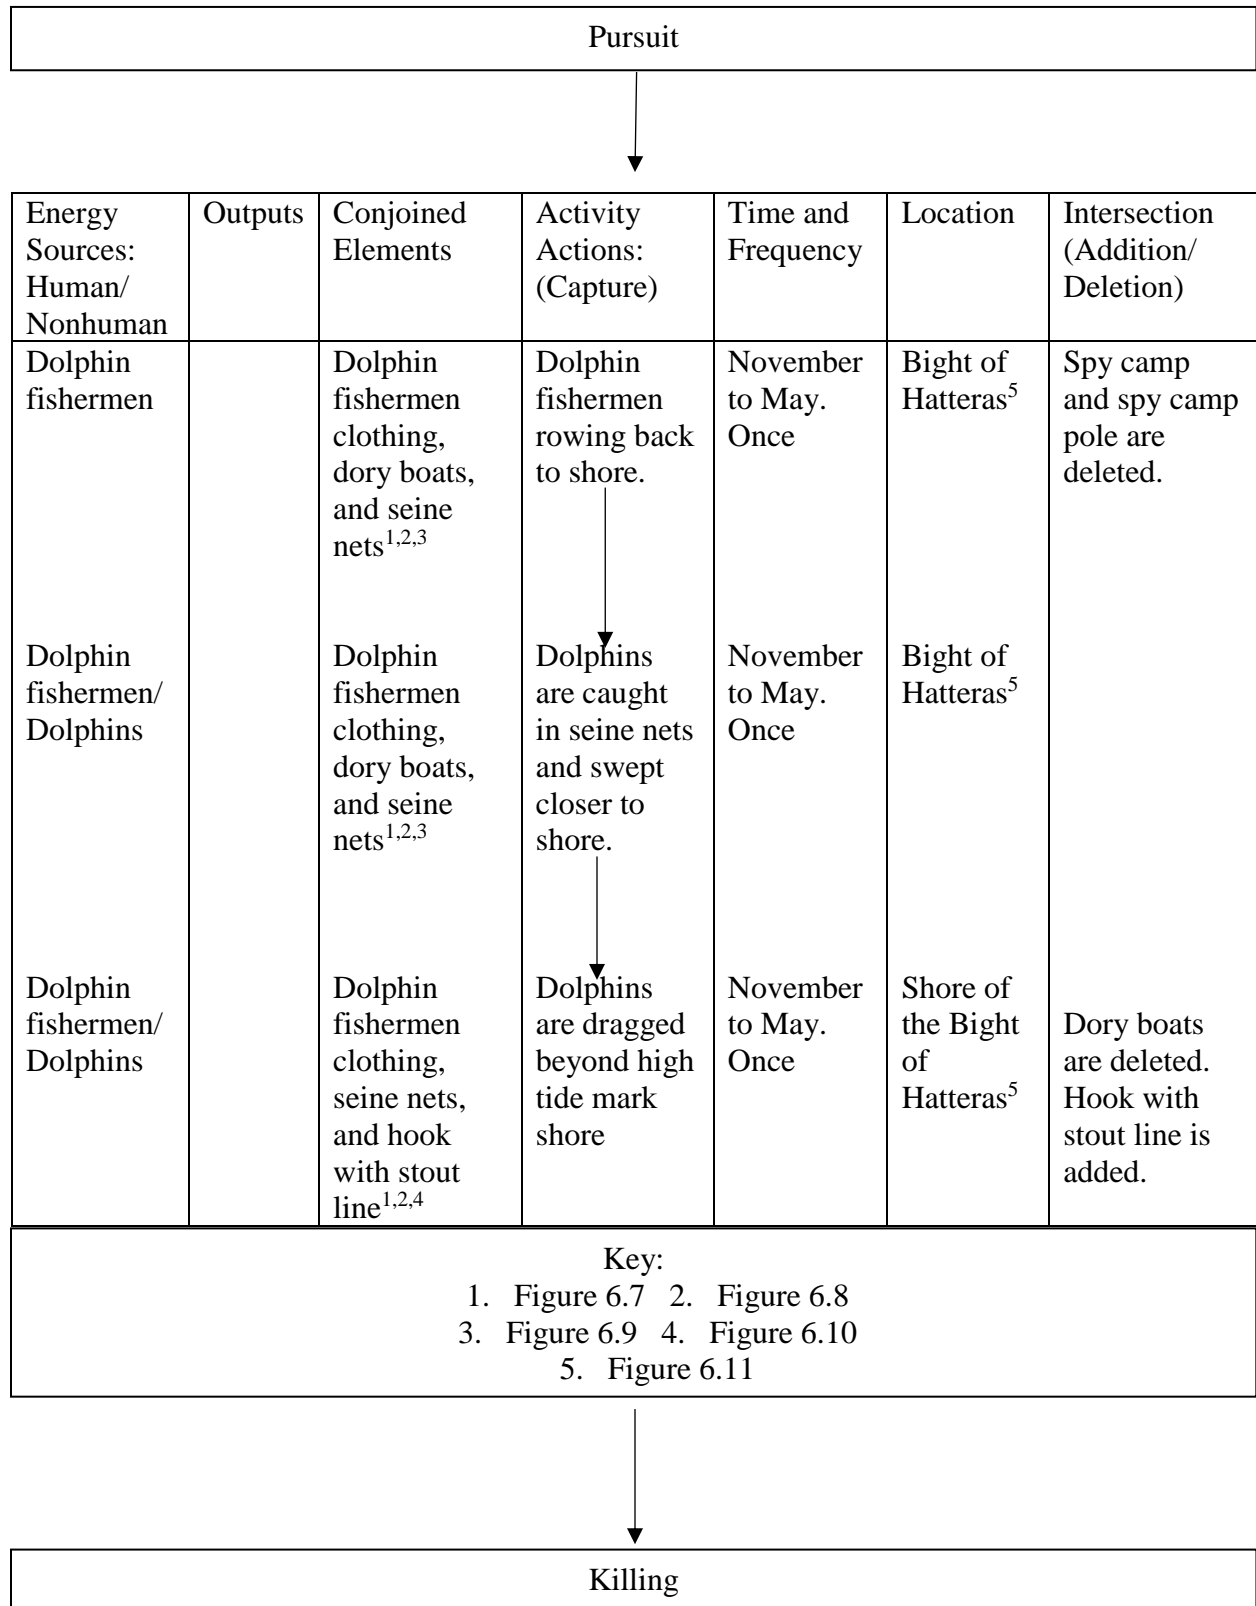 Pursuit
Energy
Sources:
Human/
Nonhuman
Outputs
Conjoined
Elements
Activity
Actions:
(Capture)
Time and
Frequency
Location
Intersection
(Addition/
Deletion)
Dolphin
fishermen
Dolphin
fishermen
clothing,
dory boats,
and seine
nets1,2,3
Dolphin
fishermen
rowing back
to shore.
November
to May.
Once
Bight of
Hatteras5
Spy camp
and spy camp
pole are
deleted.
Dolphin
fishermen/
Dolphins
Dolphin
fishermen
clothing,
dory boats,
and seine
nets1,2,3
Dolphins
are caught
in seine nets
and swept
closer to
shore.
November
to May.
Once
Bight of
Hatteras5
Dolphin
fishermen/
Dolphins
Dolphin
fishermen
clothing,
seine nets,
and hook
with stout
line1,2,4
Dolphins
are dragged
beyond high
tide mark
shore
November
to May.
Once
Shore of
the Bight
of
Hatteras5
Dory boats
are deleted.
Hook with
stout line is
added.
Key:
1. Figure 6.7 2. Figure 6.8
3. Figure 6.9 4. Figure 6.10
5. Figure 6.11
Killing